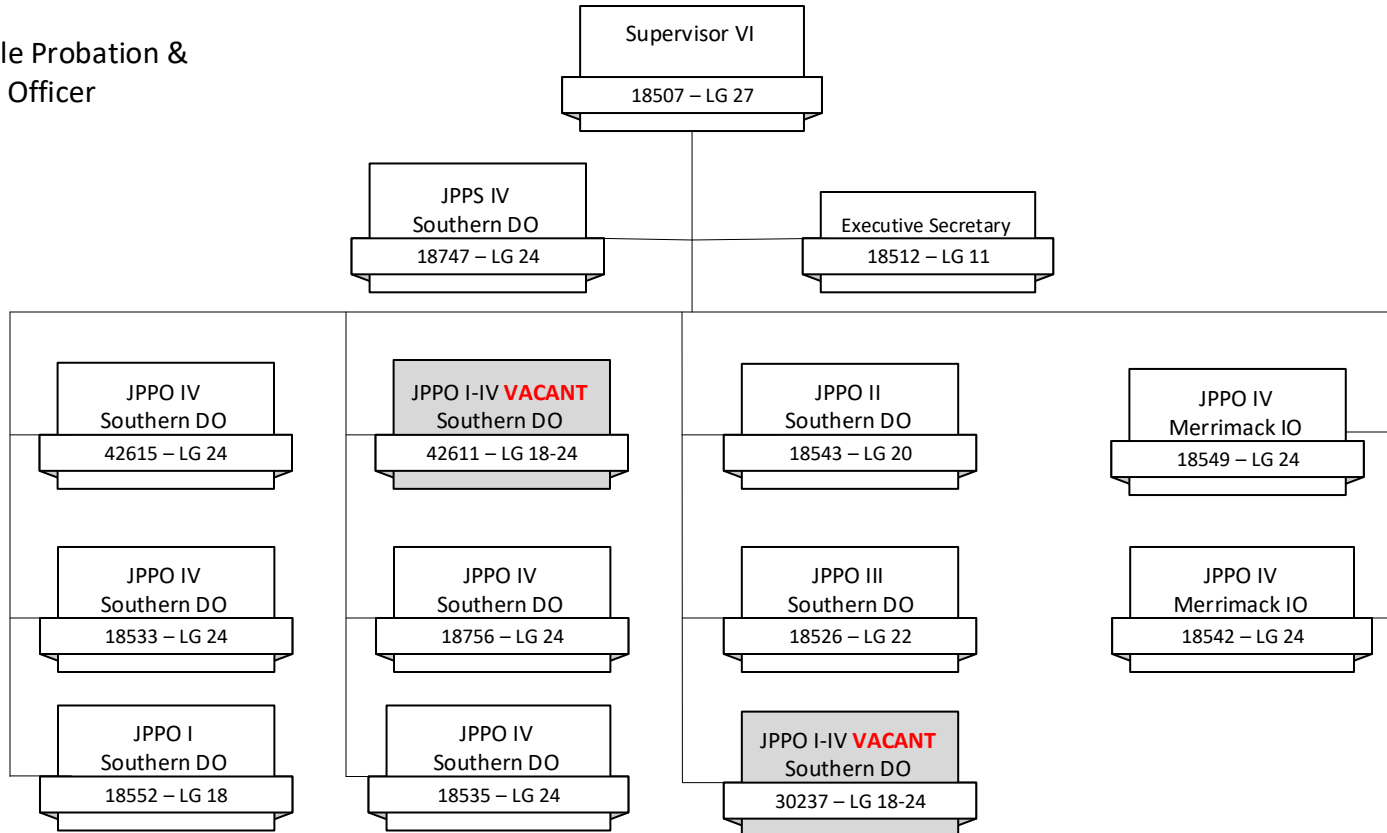 le Probation &
Officer
Supervisor VI
18507 – LG 27
JPPS IV
Southern DO
18747 – LG 24
Executive Secretary
18512 – LG 11
JPPO IV
Southern DO
42615 – LG 24
JPPO I-IV VACANT
Southern DO
42611 – LG 18-24
JPPO II
Southern DO
18543 – LG 20
JPPO IV
Merrimack IO
18549 – LG 24
JPPO IV
Southern DO
18533 – LG 24
JPPO IV
Southern DO
18756 – LG 24
JPPO III
Southern DO
18526 – LG 22
JPPO IV
Merrimack IO
18542 – LG 24
JPPO I
Southern DO
18552 – LG 18
JPPO IV
Southern DO
18535 – LG 24
JPPO I-IV VACANT
Southern DO
30237 – LG 18-24